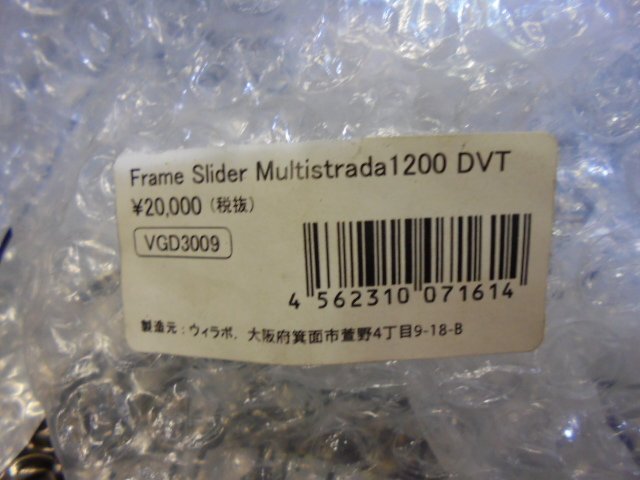 Frame Slider Multistrada1200 DVT
¥20,000 (税抜)
VGD3009
4 562310 071614
製造元:ウィラボ. 大阪府箕面市萱野4丁目9-18-B